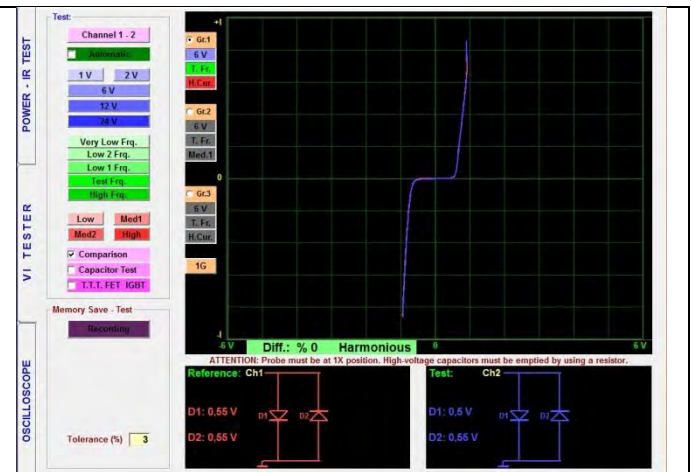 POWER - IR TEST
VI. TESTER
OSCILLOSCOPE
Test:
Channel 1 - 2
Automatic
1 V 2 V
6 V
12 V
24 V
Very Low Frq.
Low 2 Frq.
Low 1 Frq.
Test Frq.
High Frq.
Low Med1
Med2 High
Comparison
Capacitor Test
T.T.T. FET IGBT
Memory Save - Test
Recording
Tolerance (%) 3
Gr.1
6 V
T. Fr.
H.Cur.
Gr.2
6 V
T. Fr.
Med.1
Gr.3
6 V
T. Fr.
H.Cur.
1G
+I
0
-I
-6 V 0 6 V
Diff.: % 0 Harmonious
ATTENTION: Probe must be at 1X position. High-voltage capacitors must be emptied by using a resistor.
Reference: Ch1
D1: 0,55 V
D1 D2
D2: 0,55 V
Test: Ch2
D1: 0,5 V
D1 D2
D2: 0,55 V